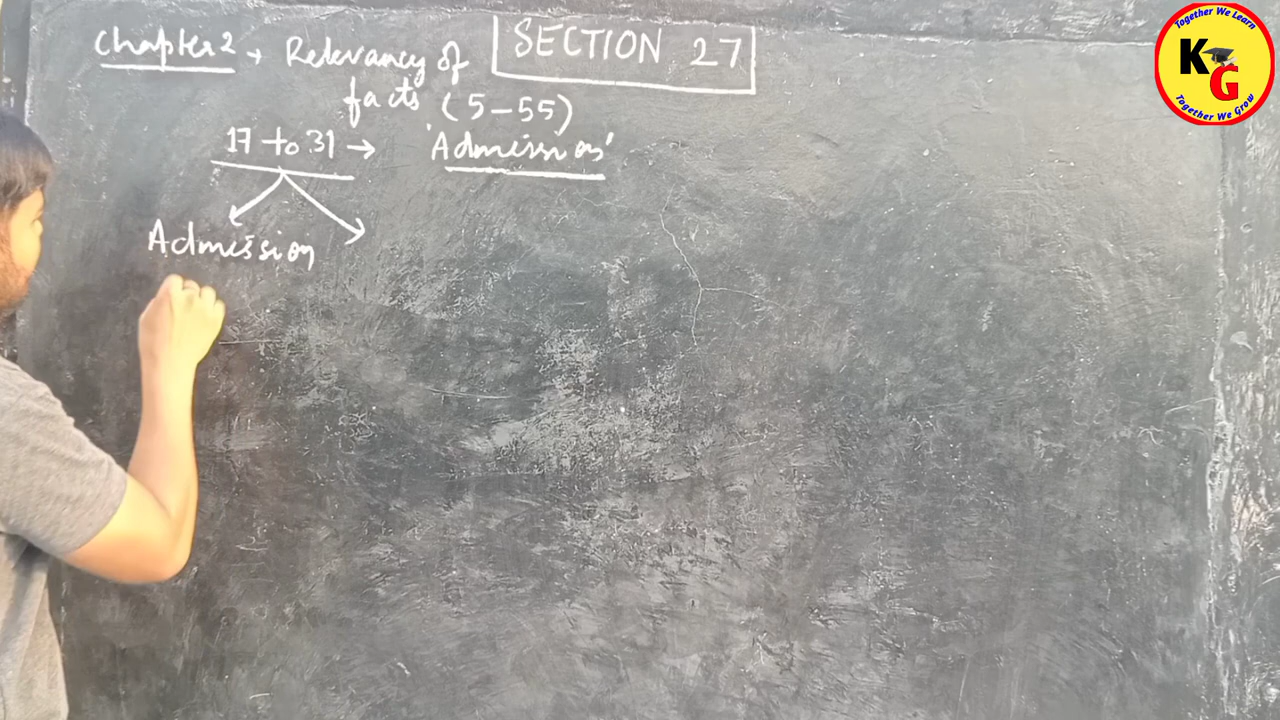 Chapter 2 → Relevancy of facts (5-55)
SECTION 27
17 to 31 → 'Admissions'
Admission
Together We Learn
KG
Together We Grow